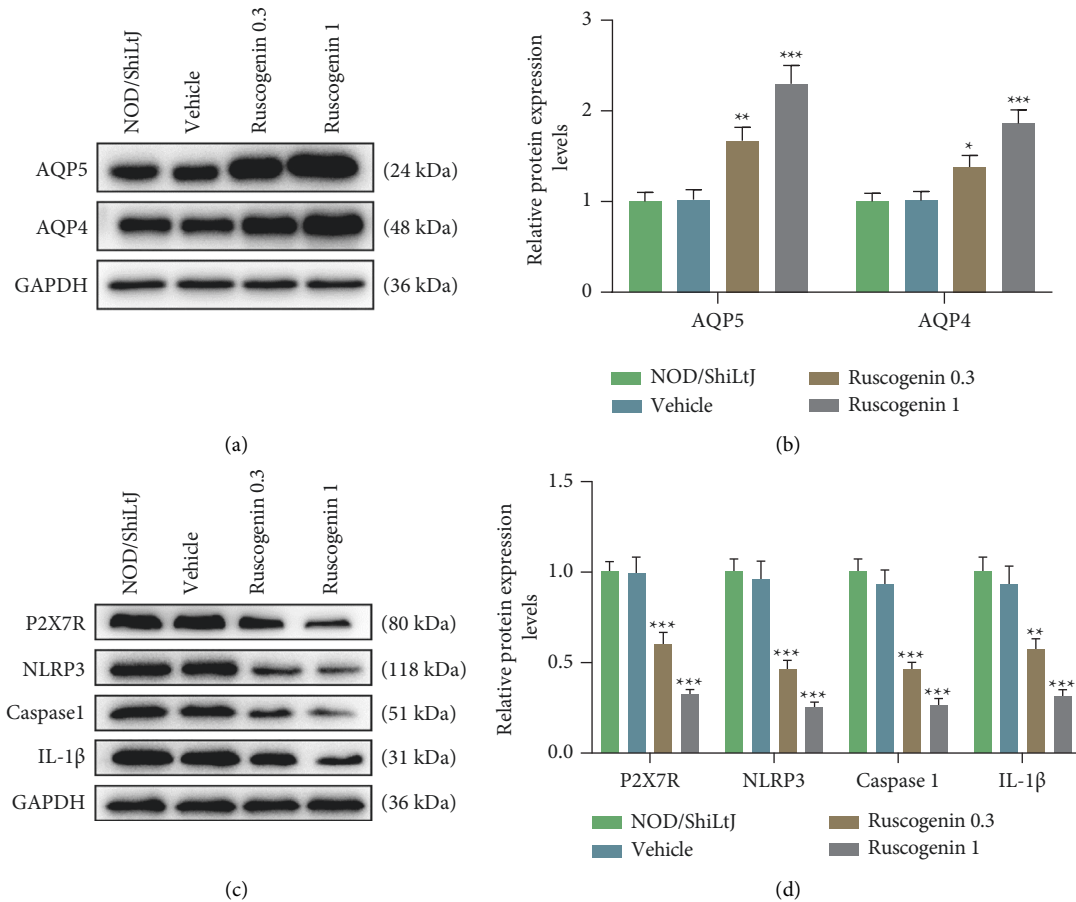 NOD/ShiLtJ
Vehicle
Ruscogenin 0.3
Ruscogenin 1
AQP5 (24 kDa)
AQP4 (48 kDa)
GAPDH (36 kDa)
(a)
Relative protein expression
levels
3
2
1
0
***
**
***
*
AQP5 AQP4
NOD/ShiLtJ Ruscogenin 0.3
Vehicle Ruscogenin 1
(b)
NOD/ShiLtJ
Vehicle
Ruscogenin 0.3
Ruscogenin 1
P2X7R (80 kDa)
NLRP3 (118 kDa)
Caspase1 (51 kDa)
IL-1β (31 kDa)
GAPDH (36 kDa)
(c)
Relative protein expression
levels
1.5
1.0
0.5
0.0
*** *** *** **
*** *** *** ***
P2X7R NLRP3 Caspase 1 IL-1β
NOD/ShiLtJ Ruscogenin 0.3
Vehicle Ruscogenin 1
(d)